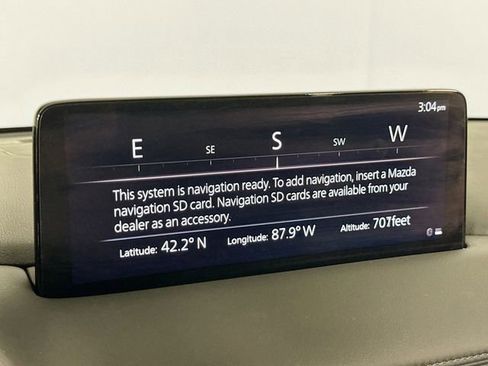 3:04pm
E SE S SW W
This system is navigation ready. To add navigation, insert a Mazda
navigation SD card. Navigation SD cards are available from your
dealer as an accessory.
Latitude: 42.2° N Longitude: 87.9° W Altitude: 707feet